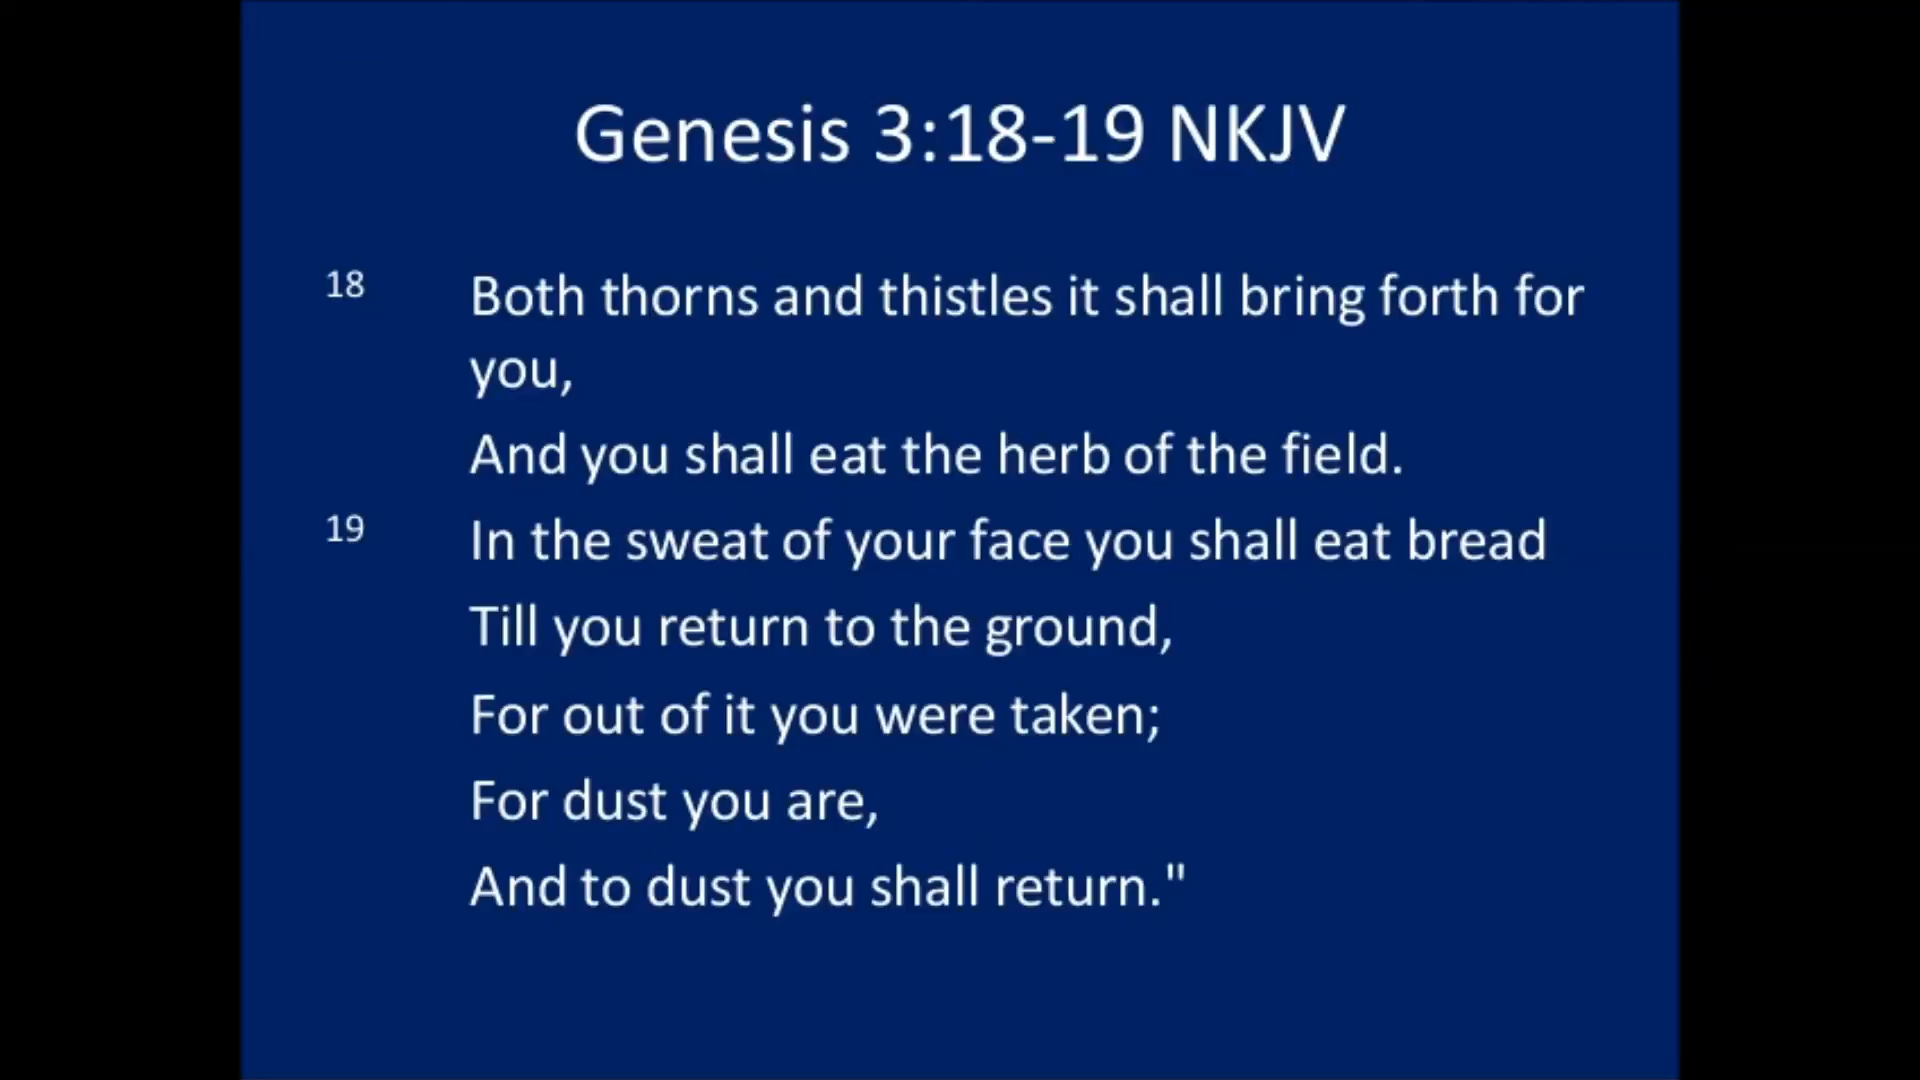 Genesis 3:18-19 NKJV
18 Both thorns and thistles it shall bring forth for
you,
And you shall eat the herb of the field.
19 In the sweat of your face you shall eat bread
Till you return to the ground,
For out of it you were taken;
For dust you are,
And to dust you shall return."